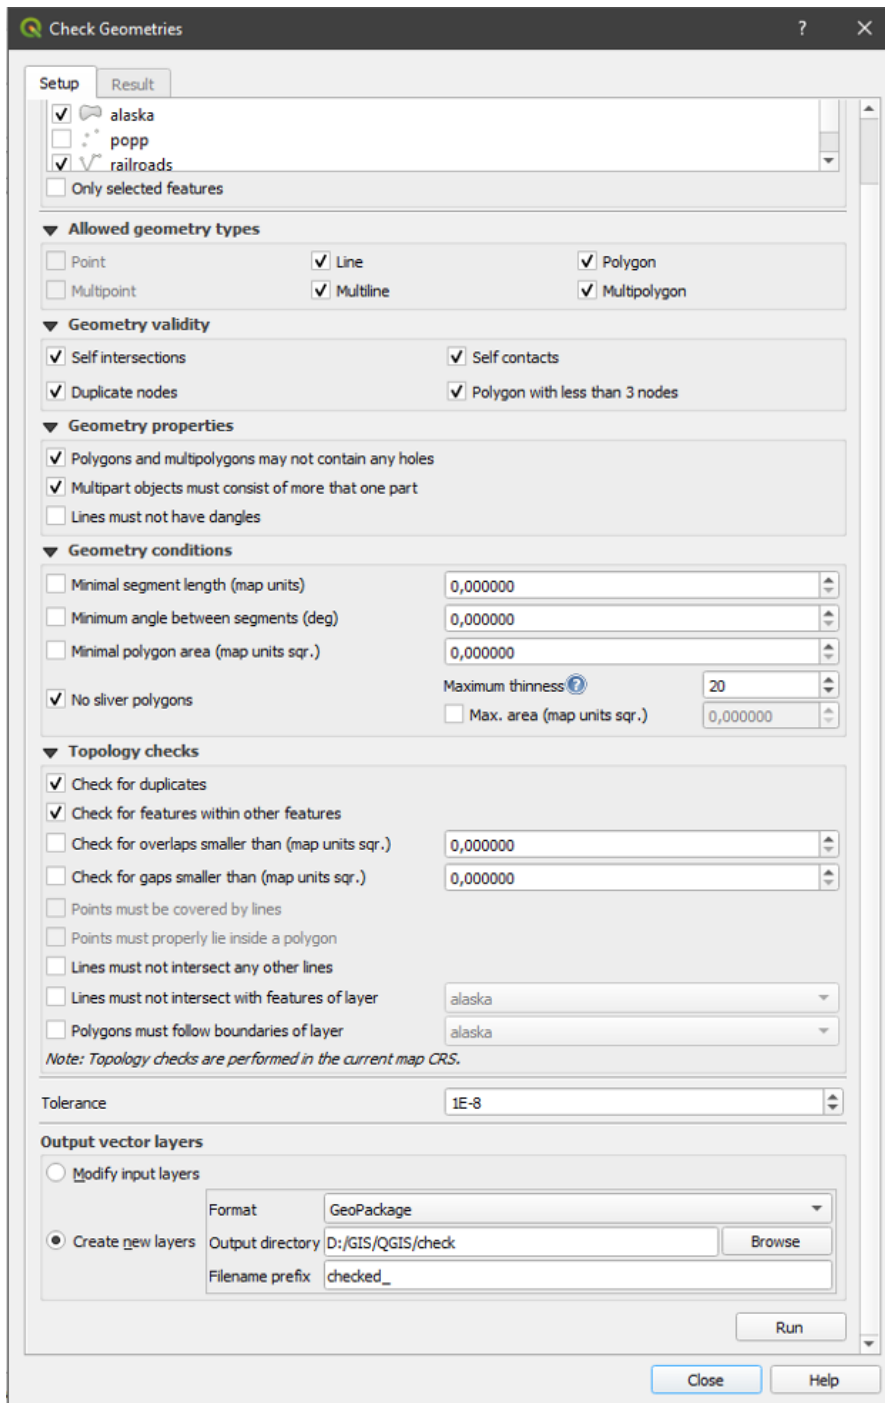 Check Geometries ?
Setup Result
alaska
popp
railroads
Only selected features
Allowed geometry types
Point Line Polygon
Multipoint Multiline Multipolygon
Geometry validity
Self intersections Self contacts
Duplicate nodes Polygon with less than 3 nodes
Geometry properties
Polygons and multipolygons may not contain any holes
Multipart objects must consist of more that one part
Lines must not have dangles
Geometry conditions
Minimal segment length (map units) 0,000000
Minimum angle between segments (deg) 0,000000
Minimal polygon area (map units sqr.) 0,000000
No sliver polygons Maximum thinness ? 20
Max. area (map units sqr.) 0,000000
Topology checks
Check for duplicates
Check for features within other features
Check for overlaps smaller than (map units sqr.) 0,000000
Check for gaps smaller than (map units sqr.) 0,000000
Points must be covered by lines
Points must properly lie inside a polygon
Lines must not intersect any other lines
Lines must not intersect with features of layer alaska
Polygons must follow boundaries of layer alaska
Note: Topology checks are performed in the current map CRS.
Tolerance 1E-8
Output vector layers
Modify input layers
Format GeoPackage
Create new layers Output directory D:/GIS/QGIS/check Browse
Filename prefix checked_
Run
Close Help